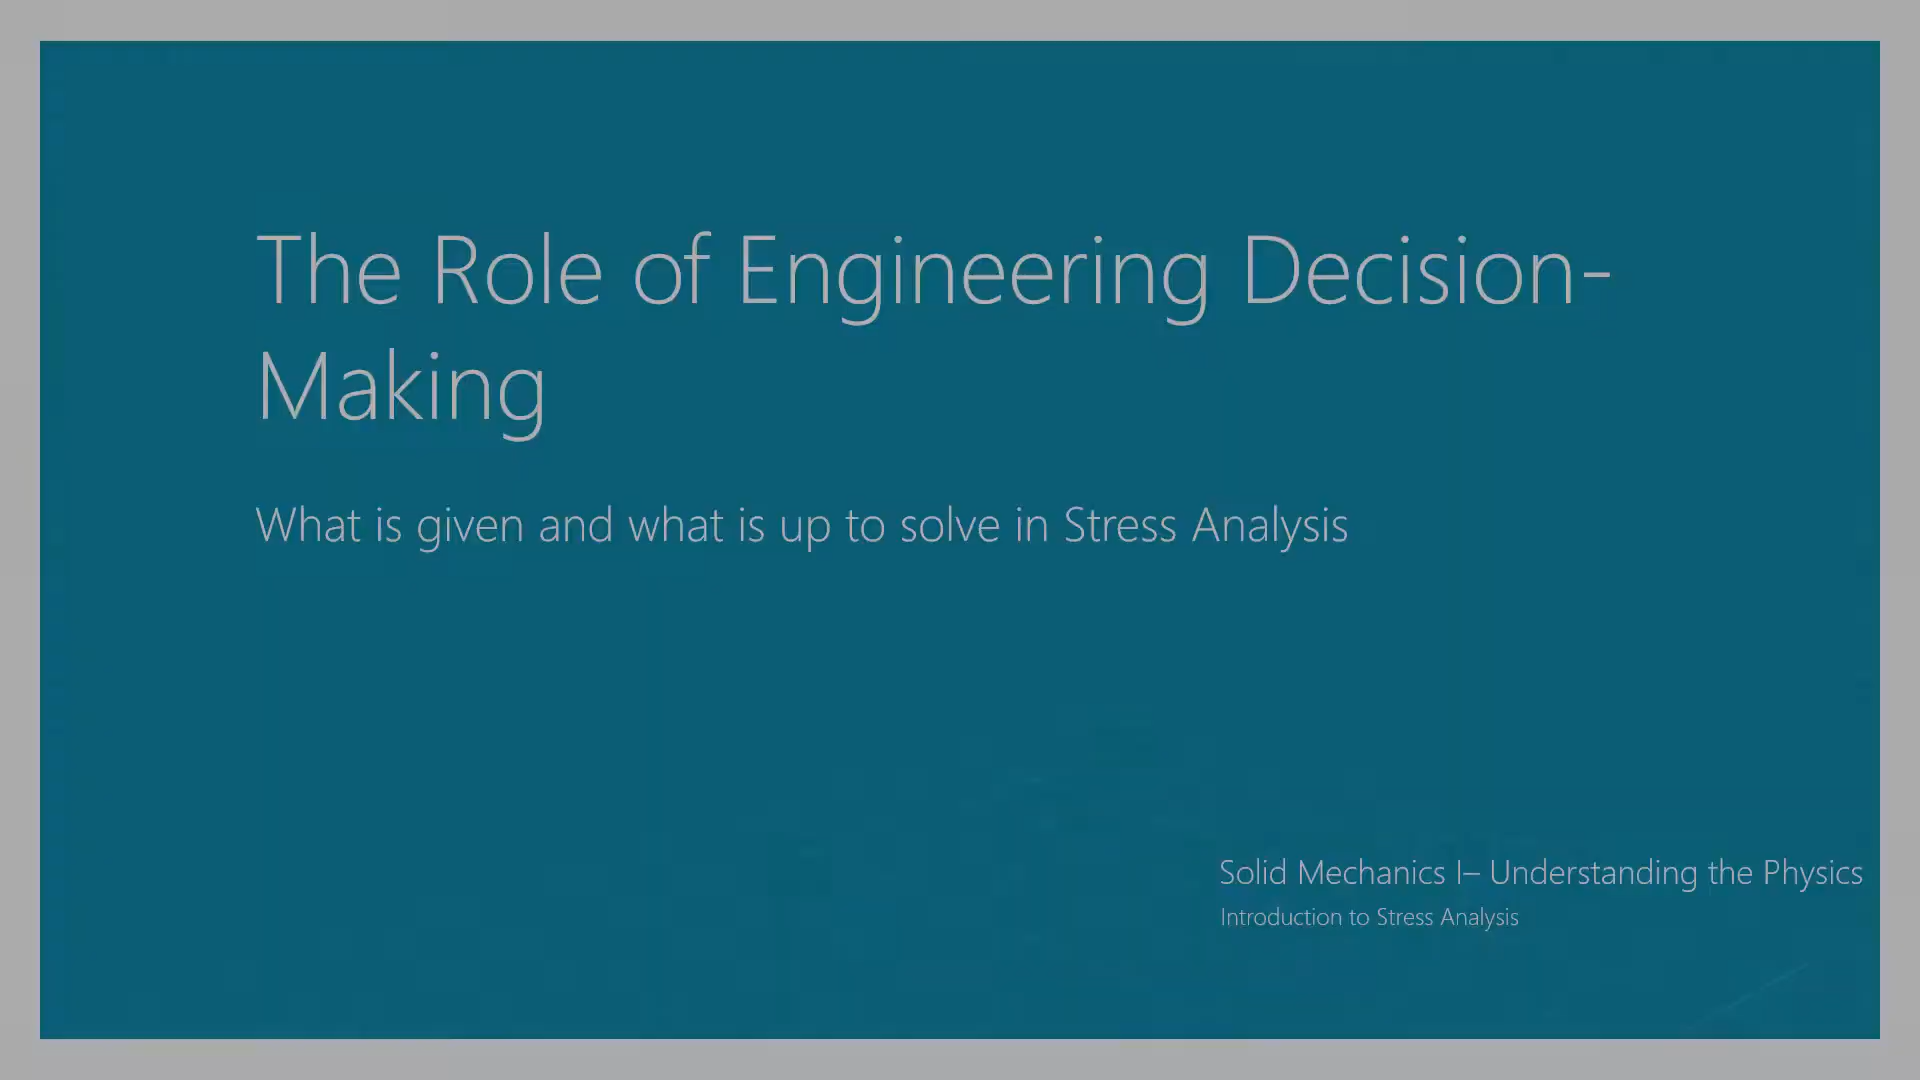 The Role of Engineering Decision-
Making
What is given and what is up to solve in Stress Analysis
Solid Mechanics I– Understanding the Physics
Introduction to Stress Analysis